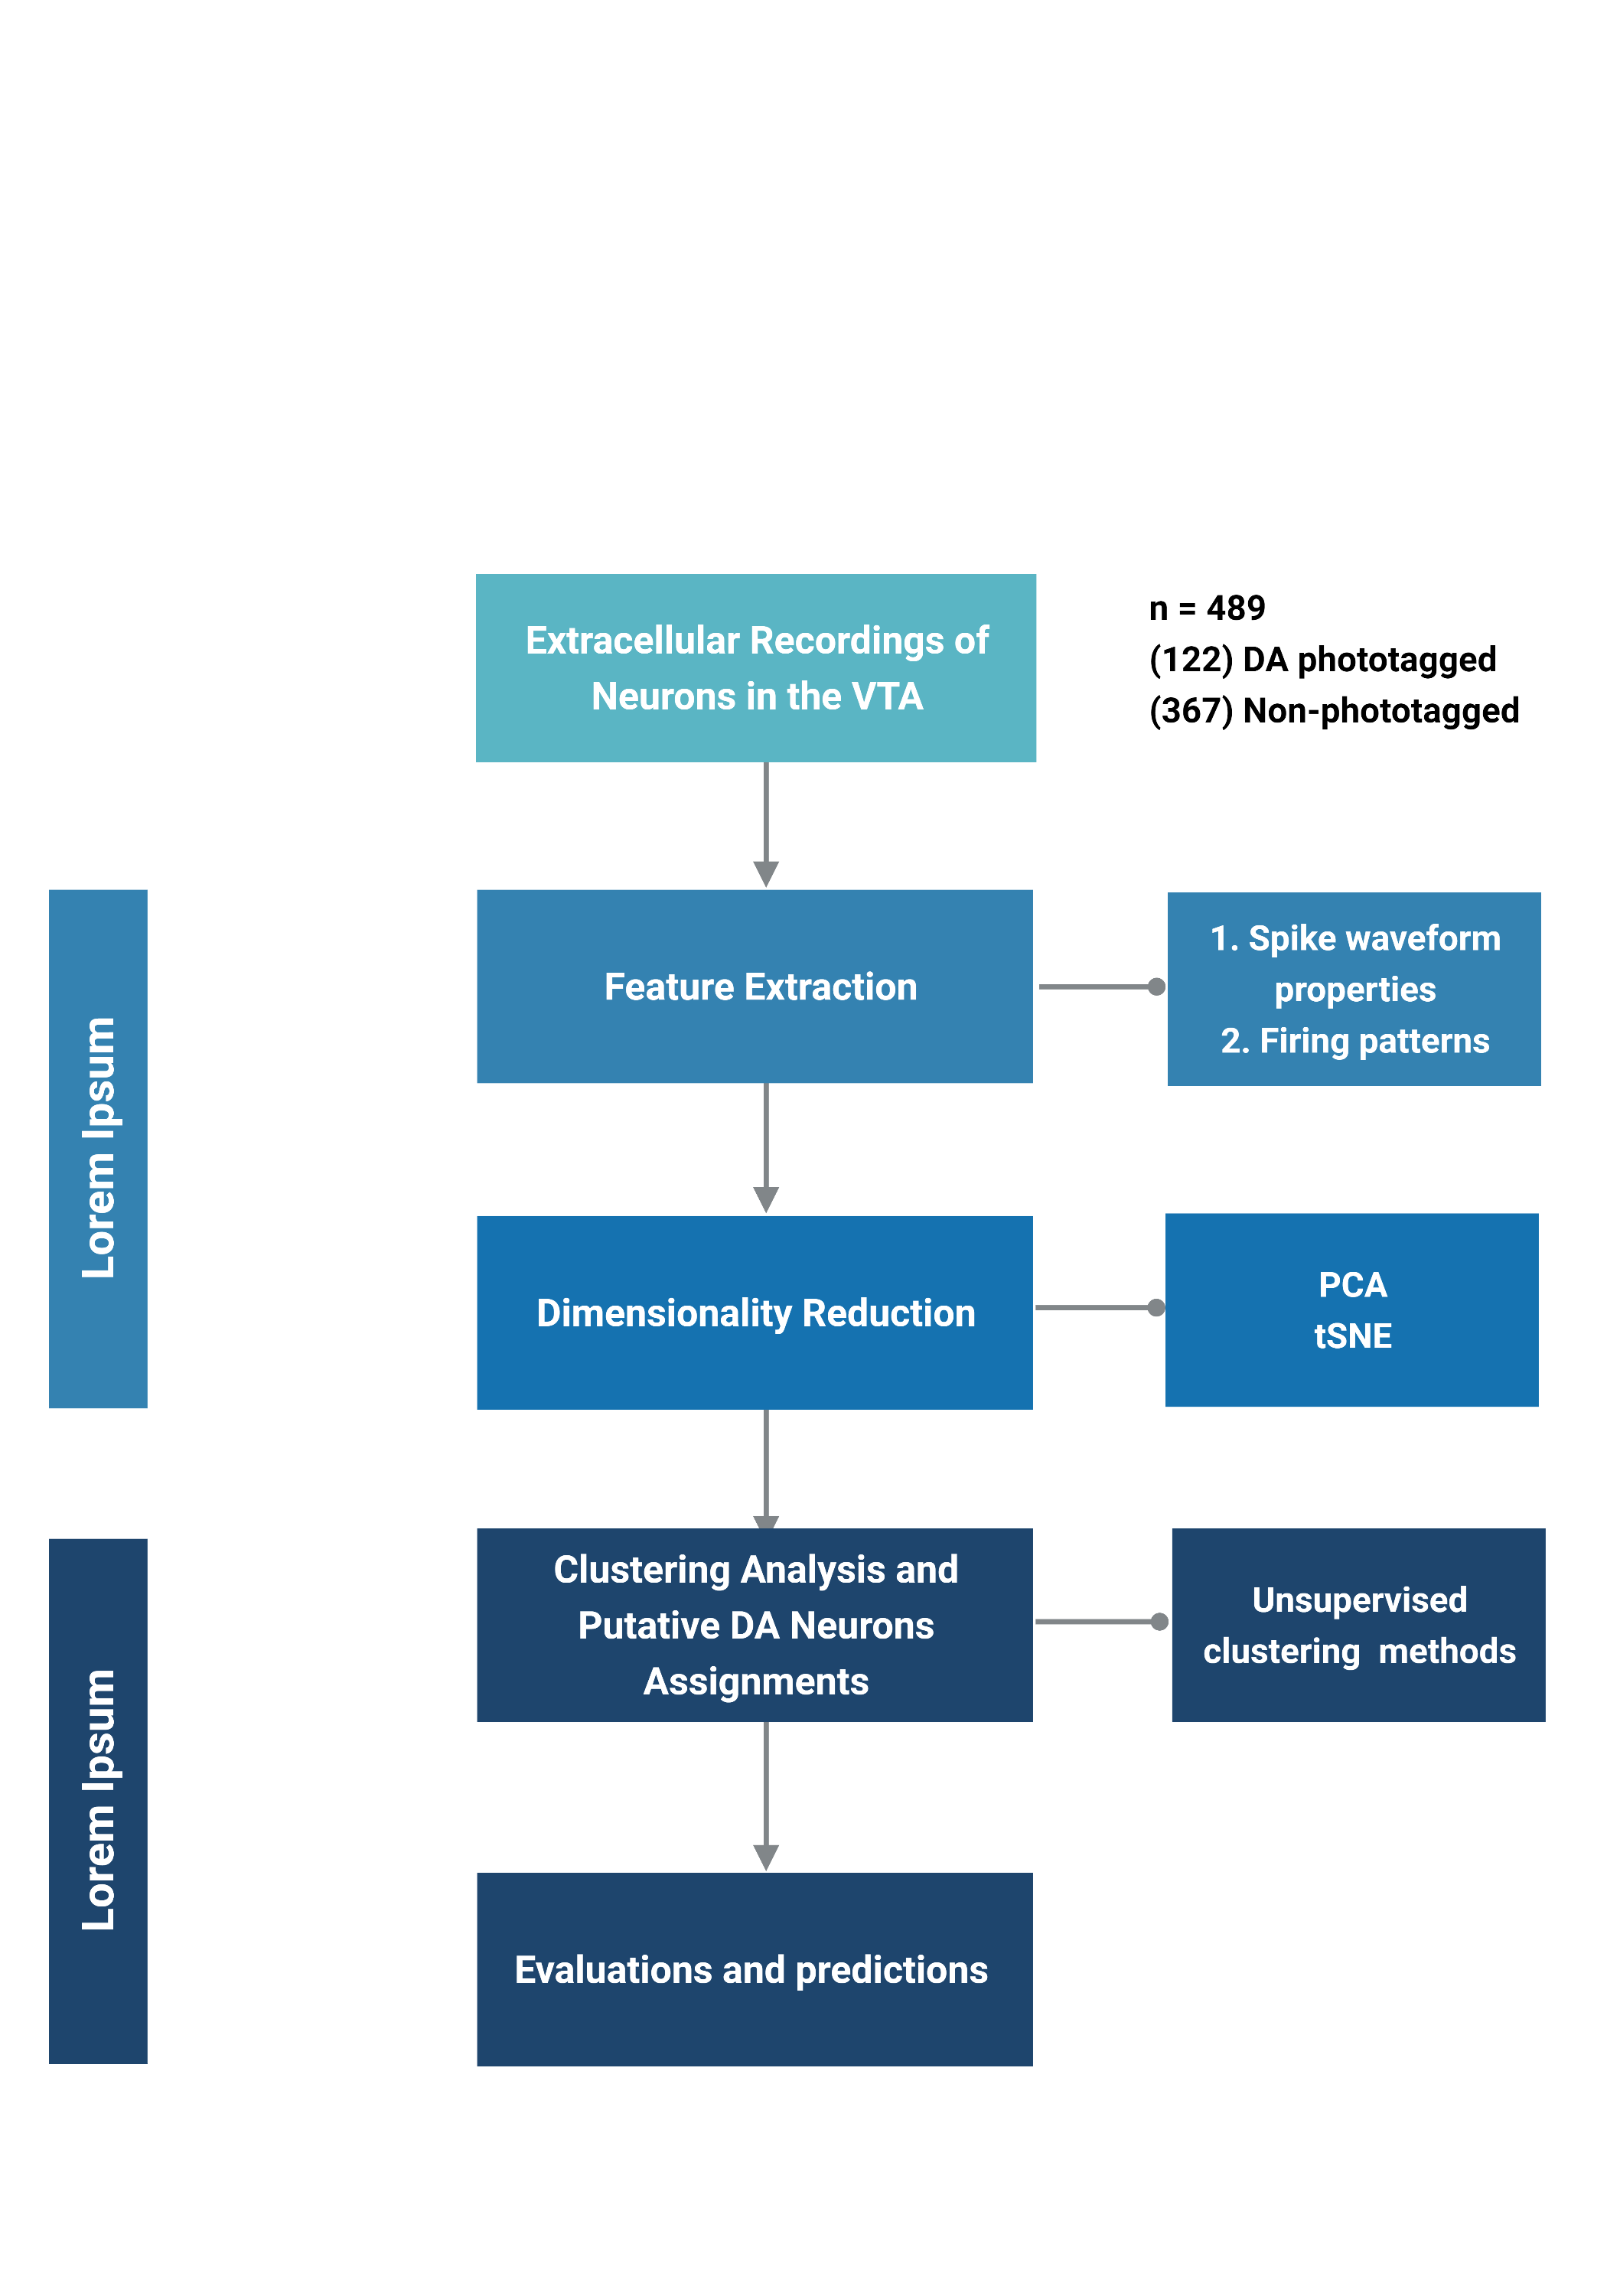 Extracellular Recordings of
Neurons in the VTA
n = 489
(122) DA phototagged
(367) Non-phototagged
Lorem Ipsum
Feature Extraction
1. Spike waveform
properties
2. Firing patterns
Dimensionality Reduction
PCA
tSNE
Lorem Ipsum
Clustering Analysis and
Putative DA Neurons
Assignments
Unsupervised
clustering  methods
Evaluations and predictions